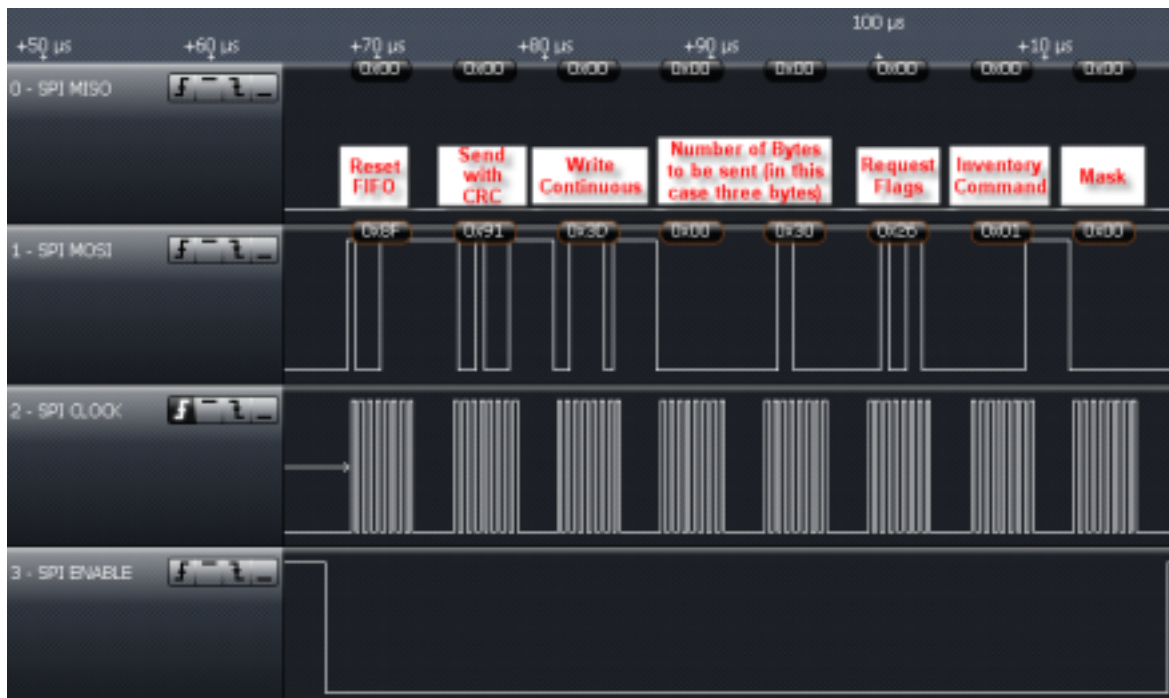 100 µs
+50 µs +60 µs +70 µs +80 µs +90 µs +10 µs
0x00 0x00 0x00 0x00 0x00 0x00 0x00 0x00
0 - SPI MISO
Reset
FIFO
Send
with
CRC
Write
Continuous
Number of Bytes
to be sent (in this
case three bytes)
Request
Flags
Inventory
Command
Mask
0x8F 0x91 0x3D 0x00 0x30 0x26 0x01 0x00
1 - SPI MOSI
2 - SPI CLOCK
3 - SPI ENABLE